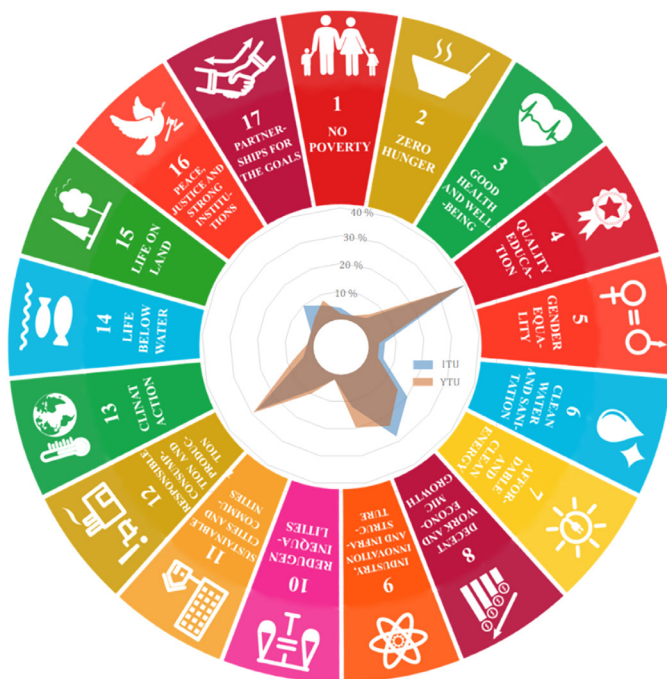 1
NO
POVERTY
2
ZERO
HUNGER
3
GOOD
HEALTH
AND WELL
-BEING
4
QUALITY
EDUCA-
TION
5
GENDER
EQUA-
LITY
6
CLEAN
WATER
AND SANI-
TATION
7
AFFOR-
DABLE
AND
CLEAN
ENERGY
8
DECENT
WORK AND
ECONO-
MIC
GROWTH
9
INDUSTRY,
INNOVATION
AND INFRA-
STRUC-
TURE
10
REDUGEN
INEQUA-
LITIES
11
SUSTAINABLE
CITIES AND
COMMU-
NITIES
12
RESPONSIBLE
CONSUMP-
TION AND
PRODUC-
TION
13
CLINAT
ACTION
14
LIFE
BELOW
WATER
15
LIFE ON
LAND
16
PEACE,
JUSTICE AND
STRONG
INSTITU-
TIONS
17
PARTNER-
SHIPS FOR
THE GOALS
40 %
30 %
20 %
10 %
ITU
YTU